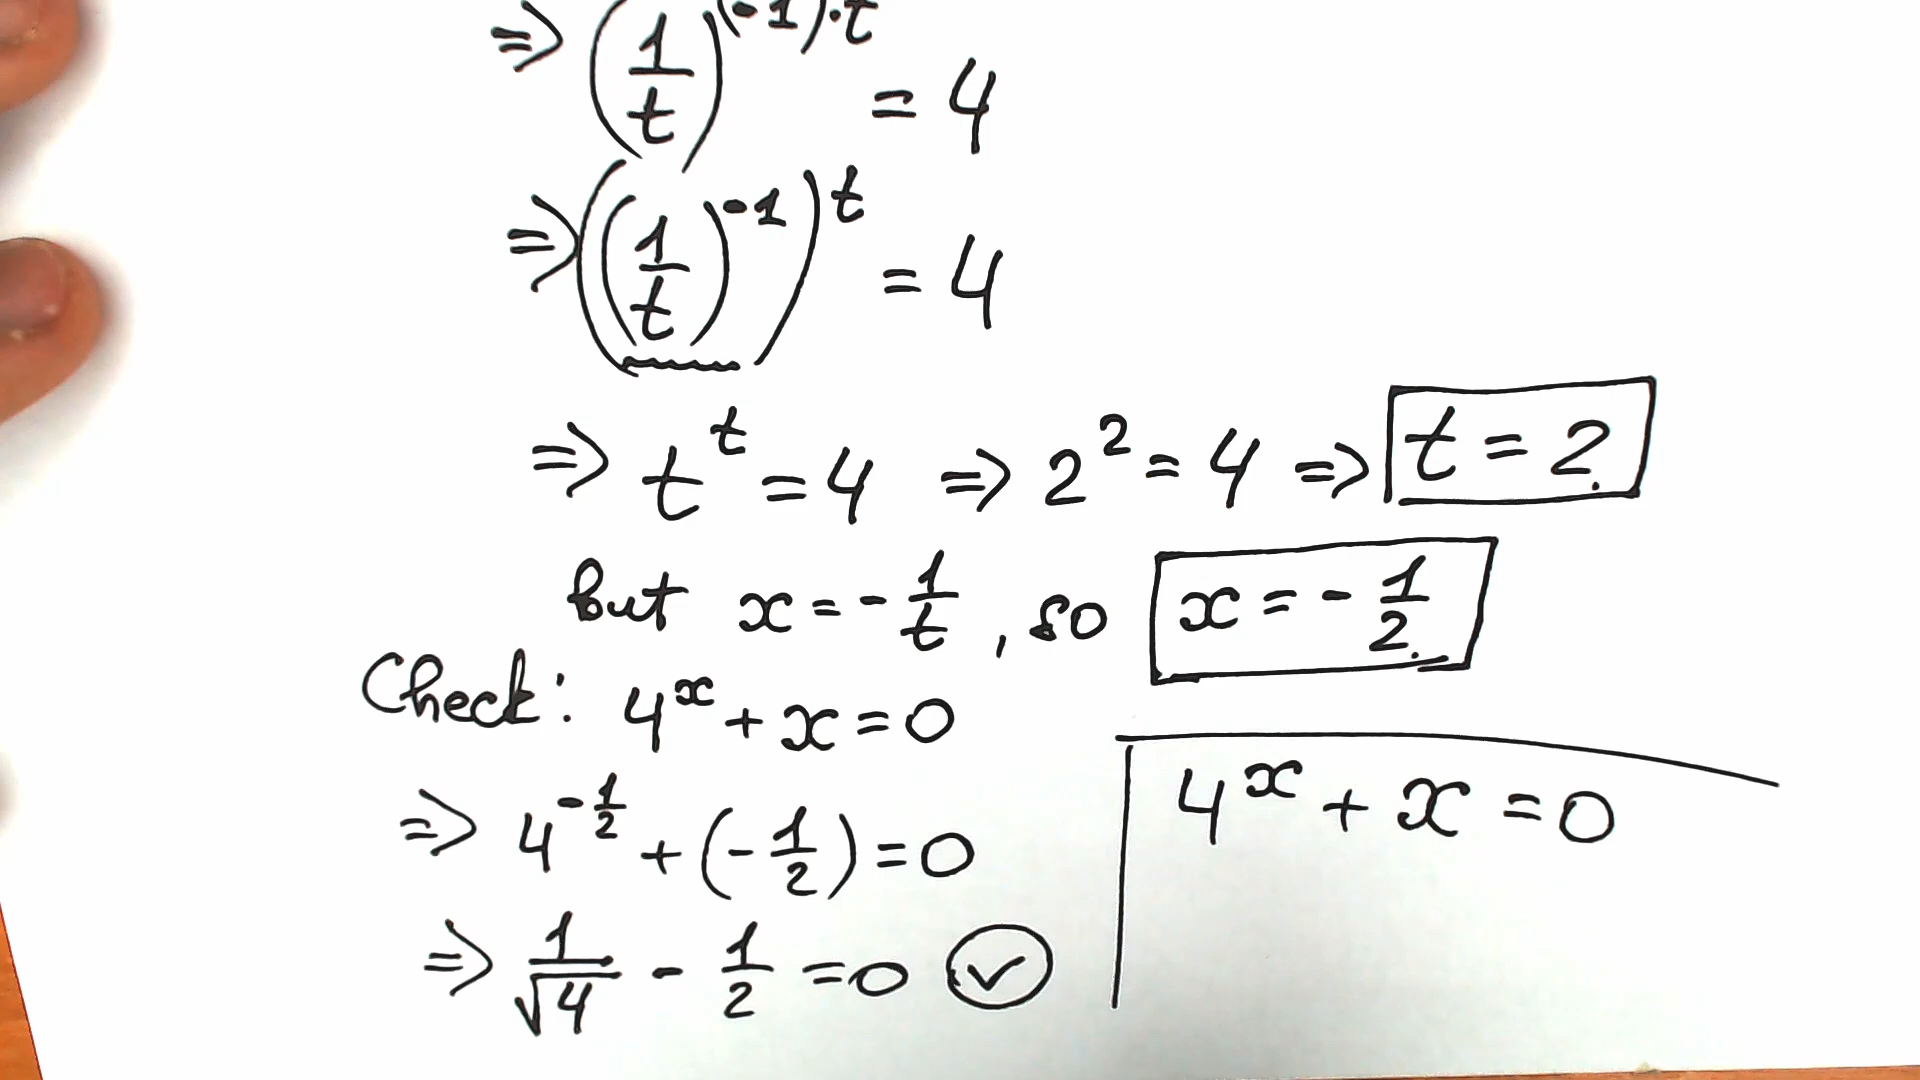 => (1/t)^(-1)·t = 4
=> ((1/t)^-1)^t = 4
=> t^t = 4 => 2^2 = 4 => t = 2
but x = -1/t, so x = -1/2
Check: 4^x + x = 0
=> 4^-1/2 + (-1/2) = 0
=> 1/√4 - 1/2 = 0 ✓
4^x + x = 0